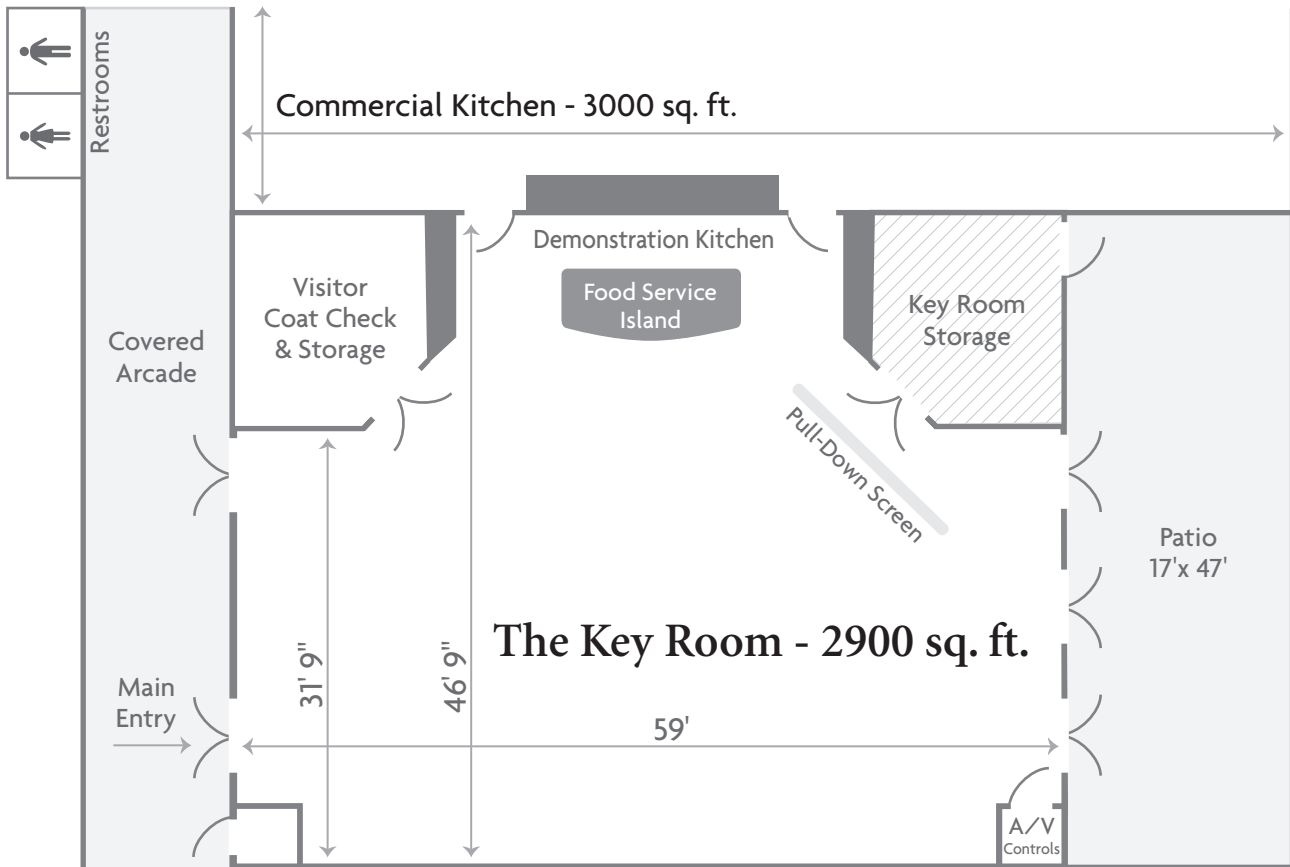 Restrooms
Commercial Kitchen - 3000 sq. ft.
Demonstration Kitchen
Food Service
Island
Visitor
Coat Check
& Storage
Key Room
Storage
Covered
Arcade
Pull-Down Screen
Patio
17'x 47'
The Key Room - 2900 sq. ft.
31' 9"
46' 9"
Main
Entry
59'
A/V
Controls